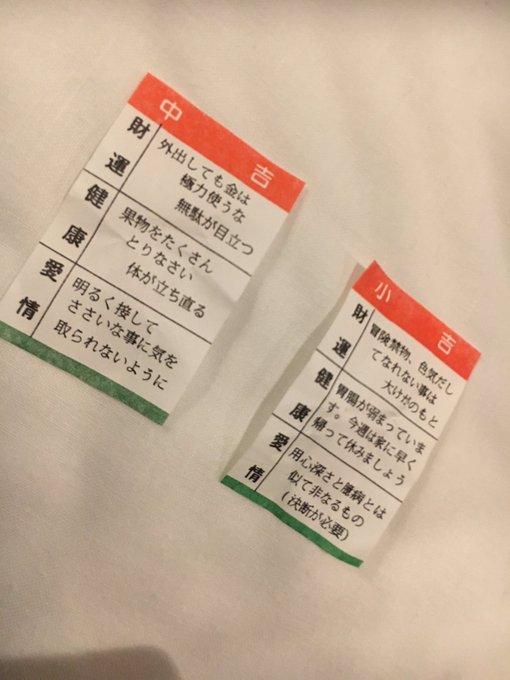 中吉
財運
外出しても金は
極力使うな
無駄が目立つ
健康
果物をたくさん
とりなさい
体が立ち直る
愛情
明るく接して
ささいな事に気を
取られないように
小吉
財運
冒険禁物、色気だし
てなれない事は
大けがのもと
健康
胃腸が弱まっていま
す。今週は家に早く
帰って休みましょう
愛情
用心深さと臆病とは
似て非なるもの
(決断が必要)